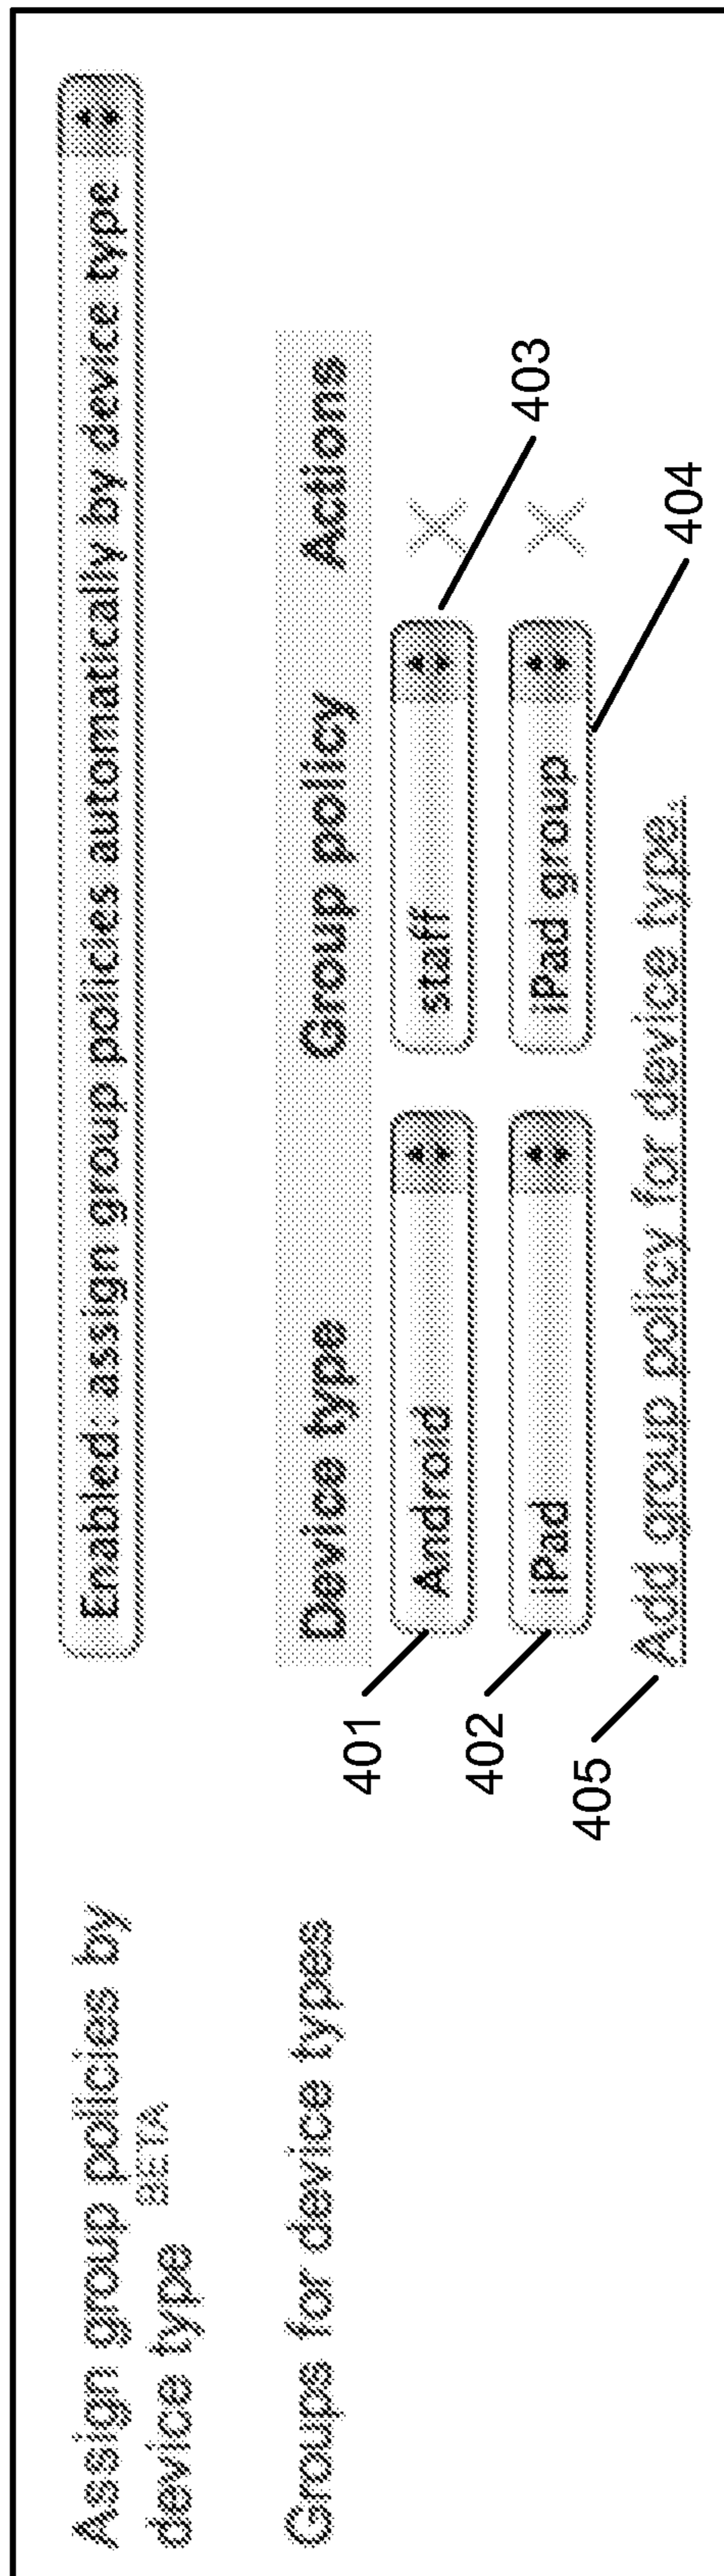 Assign group policies by
device type BETA
Enabled: assign group policies automatically by device type
Groups for device types
Device type Group policy Actions
401 Android staff X 403
402 iPad iPad group X 404
405 Add group policy for device type.